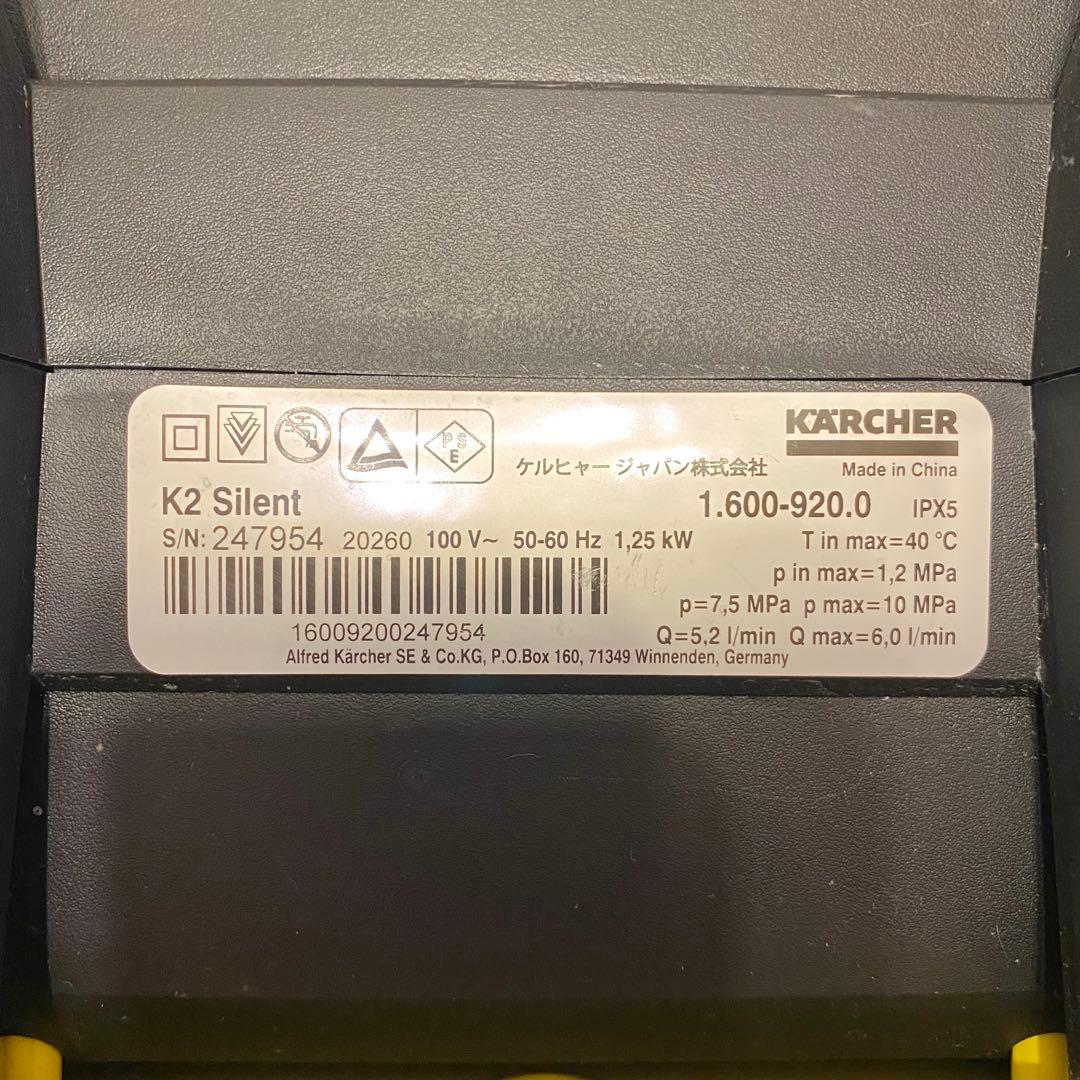 PS
E
ケルヒャー ジャパン株式会社
KÄRCHER
Made in China
K2 Silent
1.600-920.0 IPX5
S/N: 247954 20260 100 V~ 50-60 Hz 1,25 kW
T in max=40 °C
p in max=1,2 MPa
p=7,5 MPa p max=10 MPa
16009200247954
Q=5,2 l/min Q max=6,0 l/min
Alfred Kärcher SE & Co.KG, P.O.Box 160, 71349 Winnenden, Germany